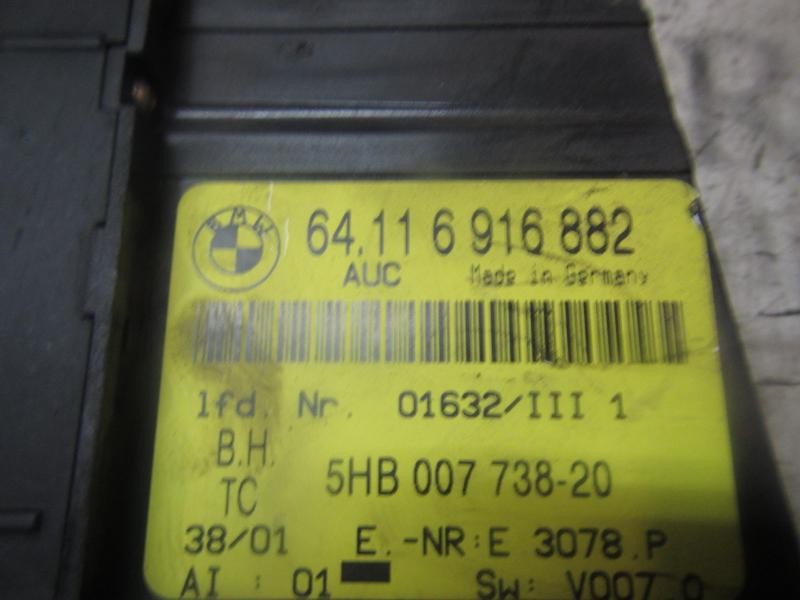 BMW 64.11 6 916 882
AUC Made in Germany
lfd. Nr. 01632/III 1
B.H.
TC 5HB 007 738-20
38/01 E.-NR:E 3078.P
AI : 01 SW: V007.0